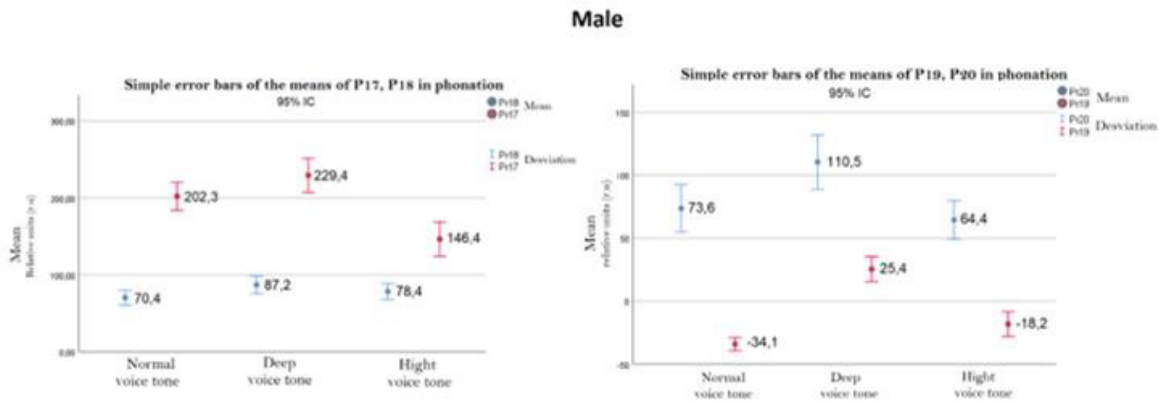 Male
Simple error bars of the means of P17, P18 in phonation
95% IC
Pr18
Pr17
Mean
Pr18
Pr17
Desviation
Mean
Relative units (r.u)
300,00
200,00
100,00
0,00
202,3
229,4
146,4
70,4
87,2
78,4
Normal
voice tone
Deep
voice tone
Hight
voice tone
Simple error bars of the means of P19, P20 in phonation
95% IC
Pr20
Pr19
Mean
Pr20
Pr19
Desviation
Mean
relative units (r.u)
150
100
50
0
-50
73,6
110,5
64,4
-34,1
25,4
-18,2
Normal
voice tone
Deep
voice tone
Hight
voice tone